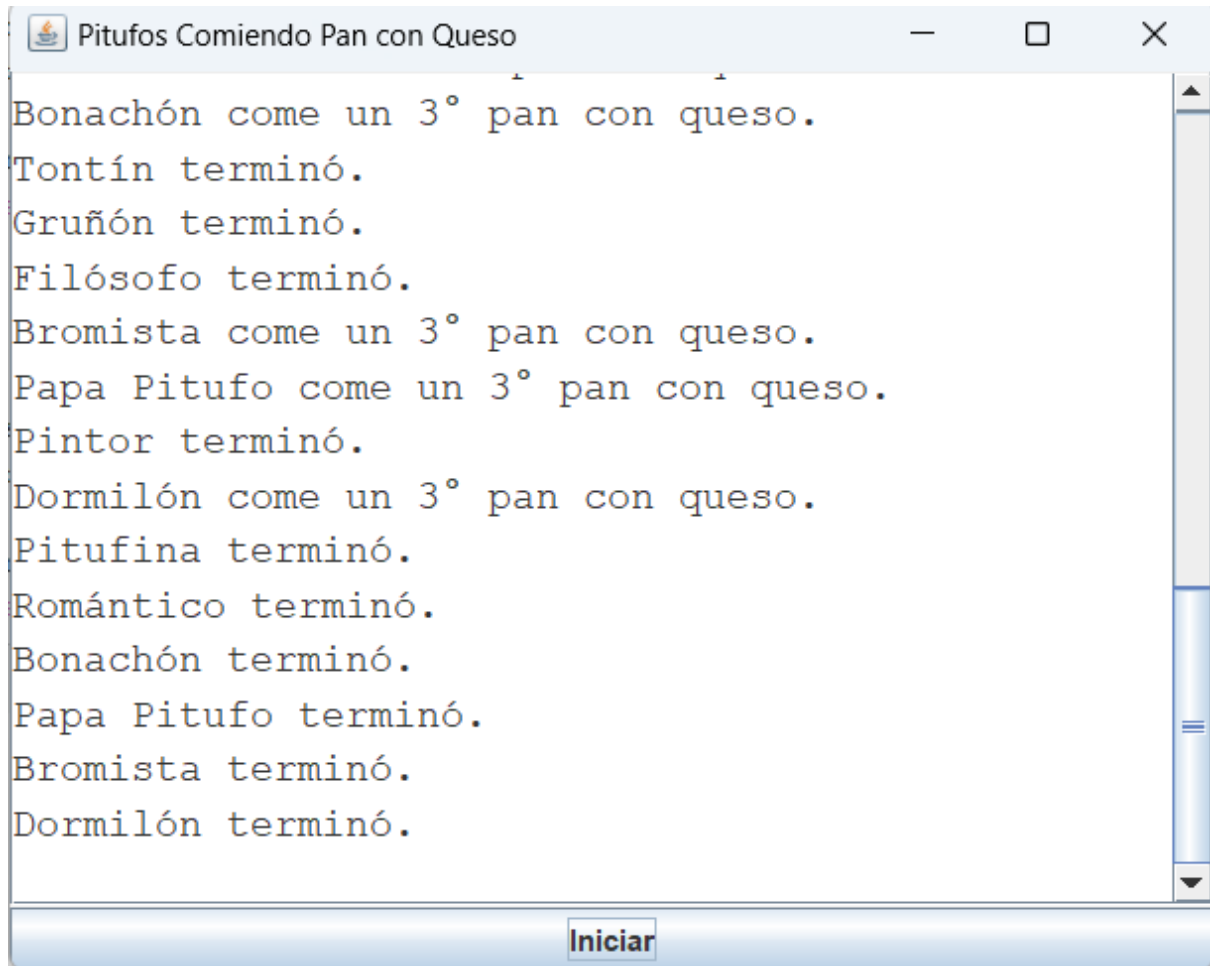 Pitufos Comiendo Pan con Queso
Bonachón come un 3° pan con queso.
Tontín terminó.
Gruñón terminó.
Filósofo terminó.
Bromista come un 3° pan con queso.
Papa Pitufo come un 3° pan con queso.
Pintor terminó.
Dormilón come un 3° pan con queso.
Pitufina terminó.
Romántico terminó.
Bonachón terminó.
Papa Pitufo terminó.
Bromista terminó.
Dormilón terminó.
Iniciar